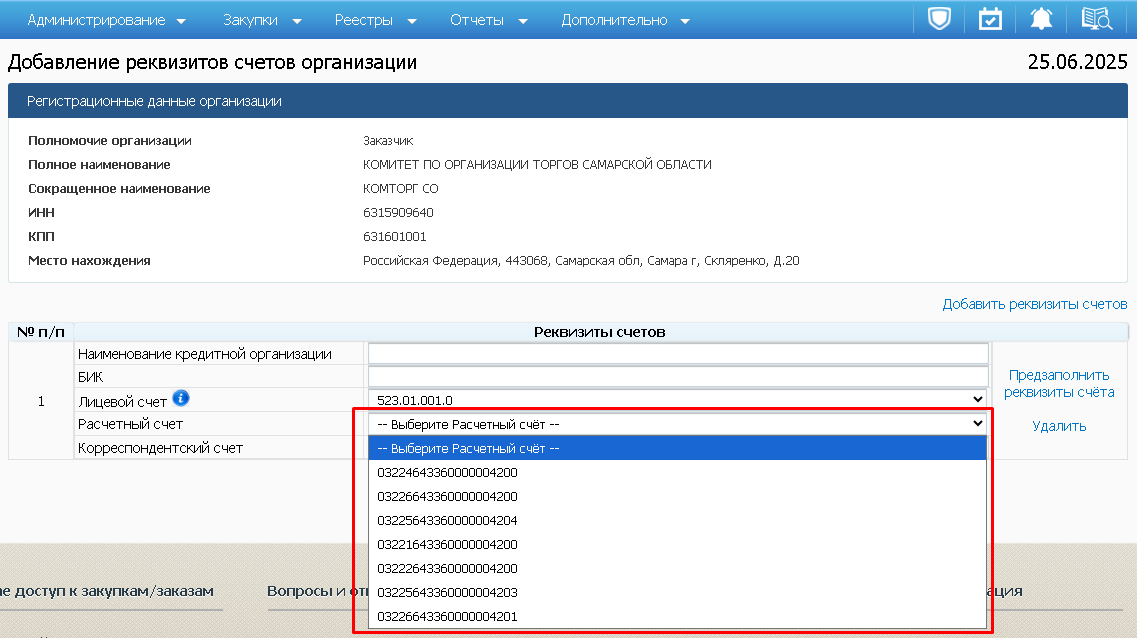 Администрирование Закупки Реестры Отчеты Дополнительно
Добавление реквизитов счетов организации 25.06.2025
Регистрационные данные организации
Полномочие организации Заказчик
Полное наименование КОМИТЕТ ПО ОРГАНИЗАЦИИ ТОРГОВ САМАРСКОЙ ОБЛАСТИ
Сокращенное наименование КОМТОРГ СО
ИНН 6315909640
КПП 631601001
Место нахождения Российская Федерация, 443068, Самарская обл, Самара г, Скляренко, Д.20
Добавить реквизиты счетов
№ п/п Реквизиты счетов
Наименование кредитной организации
БИК
1 Лицевой счет 523.01.001.0
Расчетный счет -- Выберите Расчетный счёт --
Корреспондентский счет -- Выберите Расчетный счёт --
Предзаполнить
реквизиты счёта
Удалить
03224643360000004200
03226643360000004200
03225643360000004204
03221643360000004200
03222643360000004200
03225643360000004203
03226643360000004201
е доступ к закупкам/заказам Вопросы и от ация